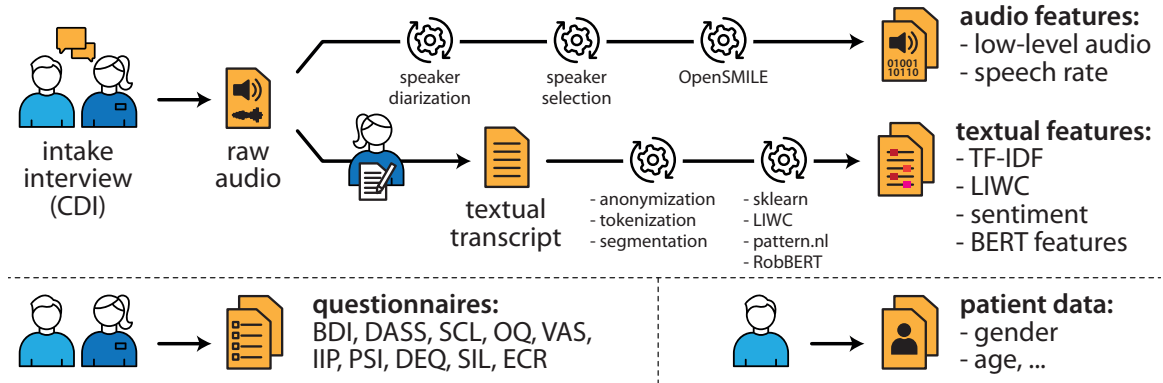 intake
interview
(CDI)
raw
audio
speaker
diarization
speaker
selection
OpenSMILE
01001
10110
audio features:
- low-level audio
- speech rate
textual
transcript
- anonymization
- tokenization
- segmentation
- sklearn
- LIWC
- pattern.nl
- RobBERT
textual features:
- TF-IDF
- LIWC
- sentiment
- BERT features
questionnaires:
BDI, DASS, SCL, OQ, VAS,
IIP, PSI, DEQ, SIL, ECR
patient data:
- gender
- age, ...